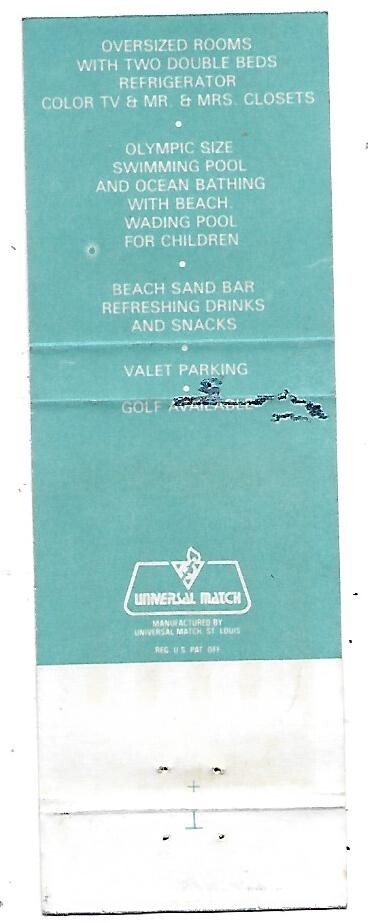 OVERSIZED ROOMS
WITH TWO DOUBLE BEDS
REFRIGERATOR
COLOR TV & MR. & MRS. CLOSETS
•
OLYMPIC SIZE
SWIMMING POOL
AND OCEAN BATHING
WITH BEACH.
WADING POOL
FOR CHILDREN
•
BEACH SAND BAR
REFRESHING DRINKS
AND SNACKS
•
VALET PARKING
•
GOLF AVAILABLE
UNIVERSAL MATCH
MANUFACTURED BY
UNIVERSAL MATCH, ST. LOUIS
REG. U.S. PAT. OFF.